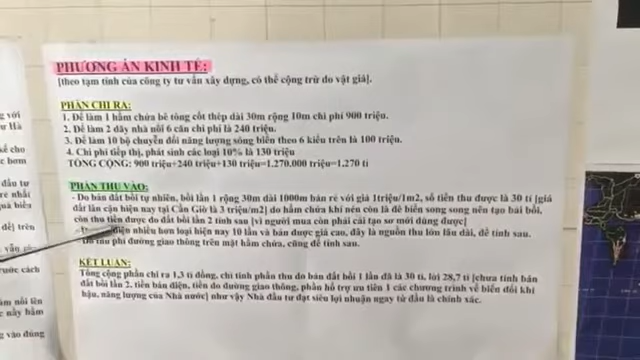 PHƯƠNG ÁN KINH TẾ:
[theo tạm tính của công ty tư vấn xây dựng, có thể cộng trừ do vật giá].
PHẦN CHI RA:
1. Để làm 1 hầm chứa bê tông cốt thép dài 30m rộng 10m chi phí 900 triệu.
2. Để làm 2 dãy nhà nổi 6 căn chi phí là 240 triệu.
3. Để làm 10 bộ chuyển đổi năng lượng sóng biển theo 6 kiểu trên là 100 triệu.
4. Chi phí tiếp thị, phát sinh các loại 10% là 130 triệu
TỔNG CỘNG: 900 triệu+240 triệu+130 triệu=1.270.000 triệu=1.270 tỉ
PHẦN THU VÀO:
- Do bán đất bồi tự nhiên, bồi lần 1 rộng 30m dài 1000m bán rẻ với giá 1triệu/1m2, số tiền thu được là 30 tỉ [giá
đất lân cận hiện nay tại Cần Giờ là 3 triệu/m2] do hầm chứa khí nén còn là đê biển song song nên tạo bãi bồi,
còn thu tiền được do đất bồi lần 2 tính sau [vì người mua còn phải cải tạo sơ mới dùng được]
điện nhiều hơn loại hiện nay 10 lần và bán được giá cao, đây là nguồn thu lớn lâu dài, để tính sau.
thu phí đường giao thông trên mặt hầm chứa, cũng để tính sau.
KẾT LUẬN:
Tổng cộng phần chi ra 1,3 tỉ đồng, chỉ tính phần thu do bán đất bồi 1 lần đã là 30 tỉ, lời 28,7 tỉ [chưa tính bán
đất bồi lần 2, tiền bán điện, tiền do đường giao thông, phần hỗ trợ ưu tiên 1 các chương trình về biến đổi khí
hậu, năng lượng của Nhà nước] như vậy Nhà đầu tư đạt siêu lợi nhuận ngay từ đầu là chính xác.